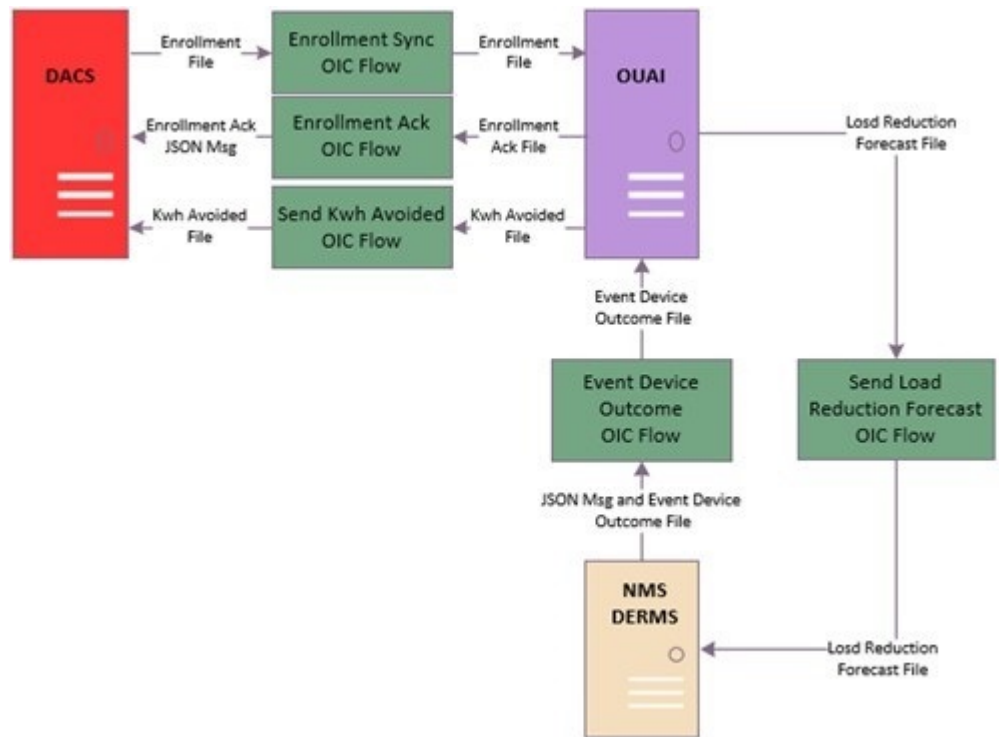 DACS
Enrollment
File
Enrollment Sync
OIC Flow
Enrollment
File
OUAI
Enrollment Ack
JSON Msg
Enrollment Ack
OIC Flow
Enrollment
Ack File
Losd Reduction
Forecast File
Kwh Avoided
File
Send Kwh Avoided
OIC Flow
Kwh Avoided
File
Event Device
Outcome File
Event Device
Outcome
OIC Flow
Send Load
Reduction Forecast
OIC Flow
JSON Msg and Event Device
Outcome File
NMS
DERMS
Losd Reduction
Forecast File